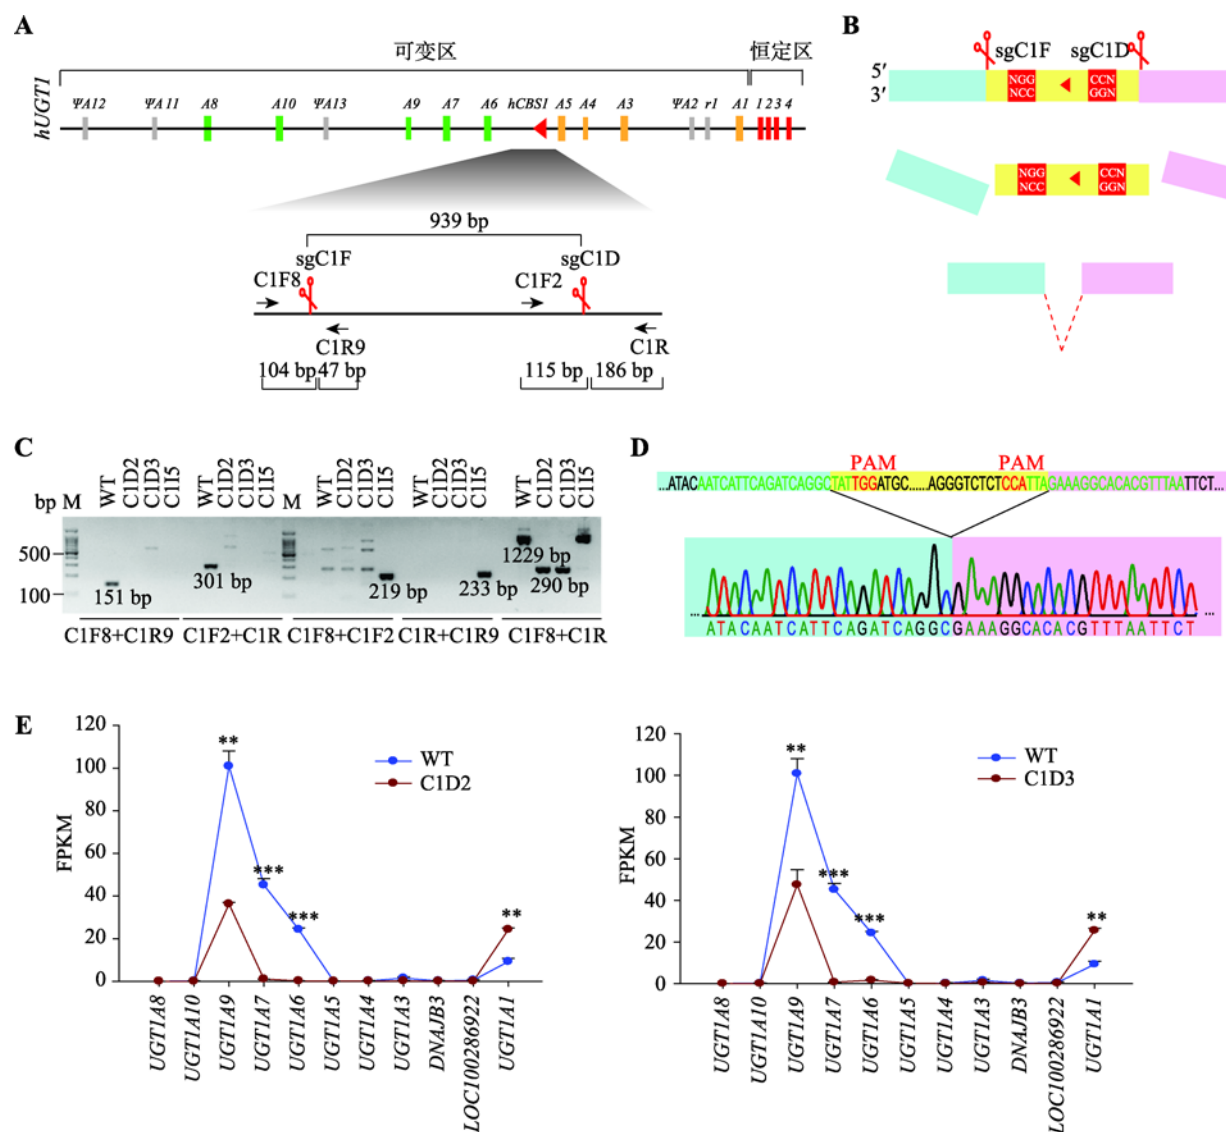 A
可变区
恒定区
hUGT1
ΨA12 ΨA11 A8 A10 ΨA13 A9 A7 A6 hCBS1 A5 A4 A3 ΨA2 r1 A1 1 2 3 4
939 bp
sgC1F
sgC1D
C1F8
C1F2
C1R9
C1R
104 bp 47 bp
115 bp
186 bp
B
sgC1F sgC1D
5′
3′
NGG CCN
NCC GGN
NGG CCN
NCC GGN
C
bp M WT C1D2 C1D3 C1I5 WT C1D2 C1D3 C1I5 M WT C1D2 C1D3 C1I5 WT C1D2 C1D3 C1I5 WT C1D2 C1D3 C1I5
500
100
151 bp
301 bp
219 bp
233 bp
1229 bp
290 bp
C1F8+C1R9 C1F2+C1R C1F8+C1F2 C1R+C1R9 C1F8+C1R
D
PAM PAM
...ATACAATCATTCAGATCAGGCTATTGGATGC......AGGGTCTCTCCATTAGAAAGGCACACGTTTAATTCT...
... ...
ATACAATCATTCAGATCAGGCGAAAGGCACACGTTTAATTCT
E
FPKM
120
100
80
60
40
20
0
**
***
***
**
WT
C1D2
UGT1A8
UGT1A10
UGT1A9
UGT1A7
UGT1A6
UGT1A5
UGT1A4
UGT1A3
DNAJB3
LOC100286922
UGT1A1
FPKM
120
100
80
60
40
20
0
**
***
***
**
WT
C1D3
UGT1A8
UGT1A10
UGT1A9
UGT1A7
UGT1A6
UGT1A5
UGT1A4
UGT1A3
DNAJB3
LOC100286922
UGT1A1